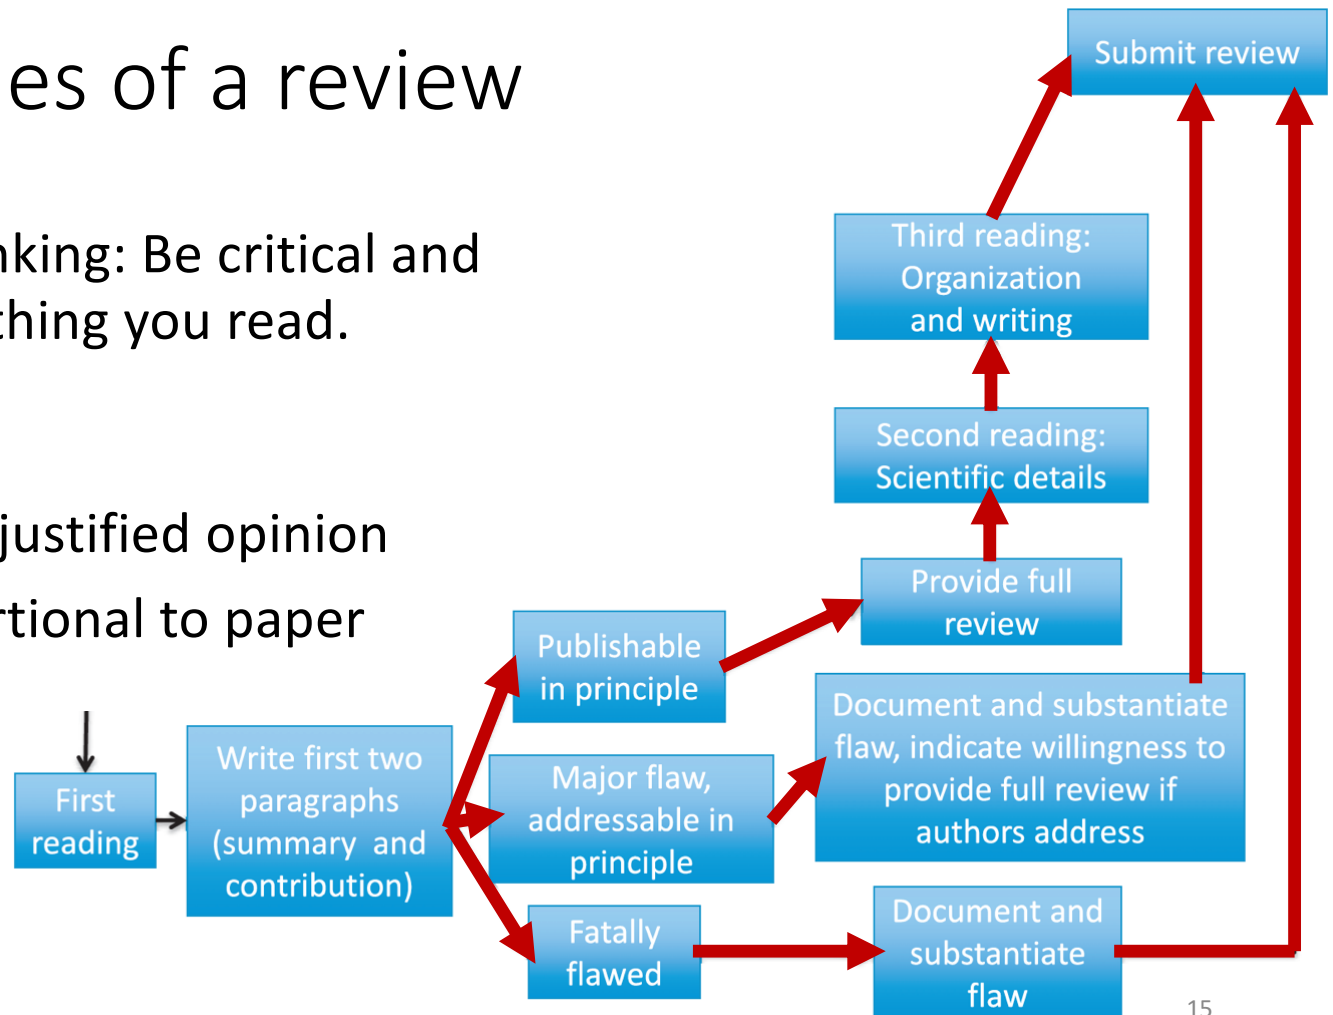 es of a review
nking: Be critical and
thing you read.
justified opinion
rtional to paper
Submit review
Third reading:
Organization
and writing
Second reading:
Scientific details
Provide full
review
Publishable
in principle
Document and substantiate
flaw, indicate willingness to
provide full review if
authors address
Major flaw,
addressable in
principle
First
reading
Write first two
paragraphs
(summary and
contribution)
Fatally
flawed
Document and
substantiate
flaw
15